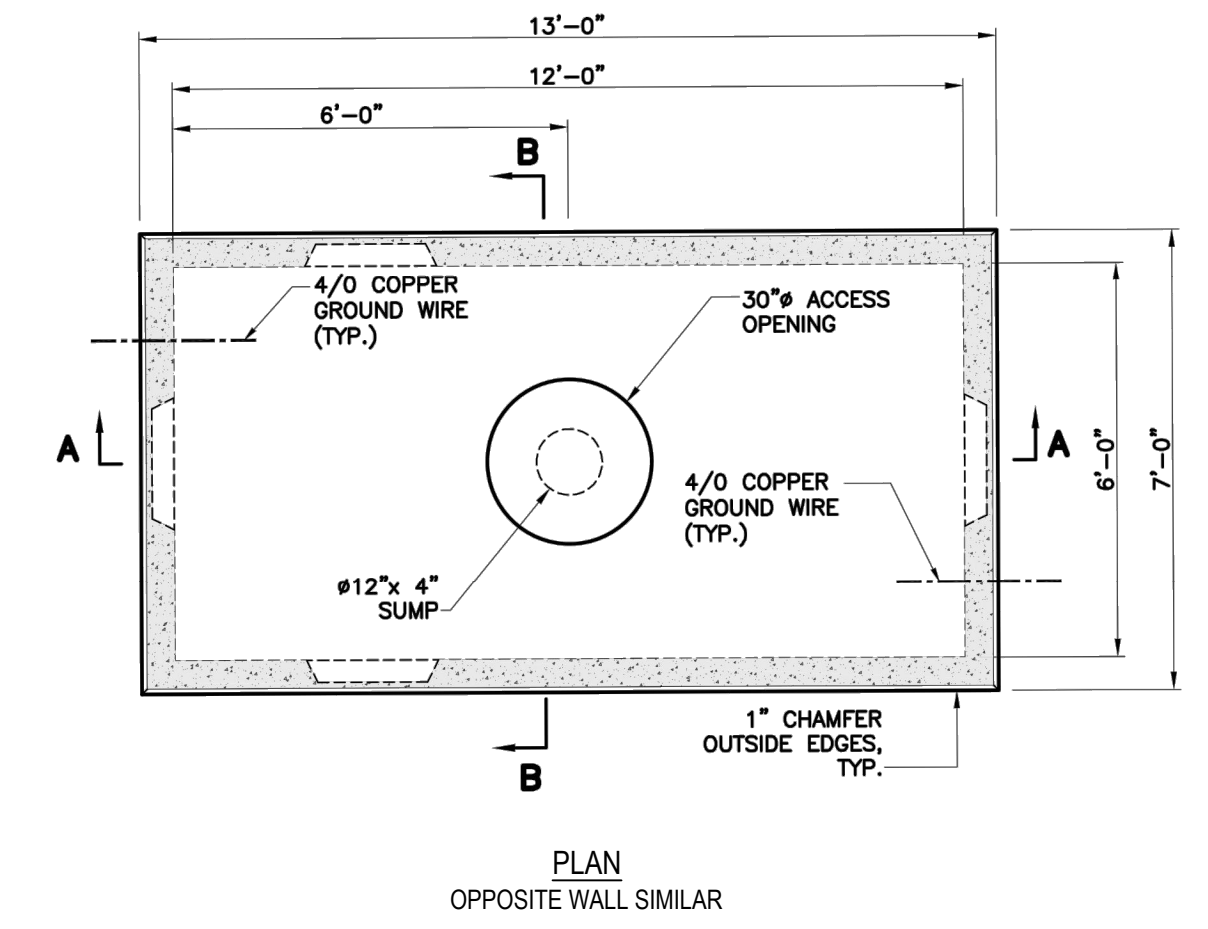 13'-0"
12'-0"
6'-0"
B
4/0 COPPER
GROUND WIRE
(TYP.)
30"ø ACCESS
OPENING
A
A
6'-0"
7'-0"
4/0 COPPER
GROUND WIRE
(TYP.)
ø12"x 4"
SUMP
1" CHAMFER
OUTSIDE EDGES,
TYP.
B
PLAN
OPPOSITE WALL SIMILAR